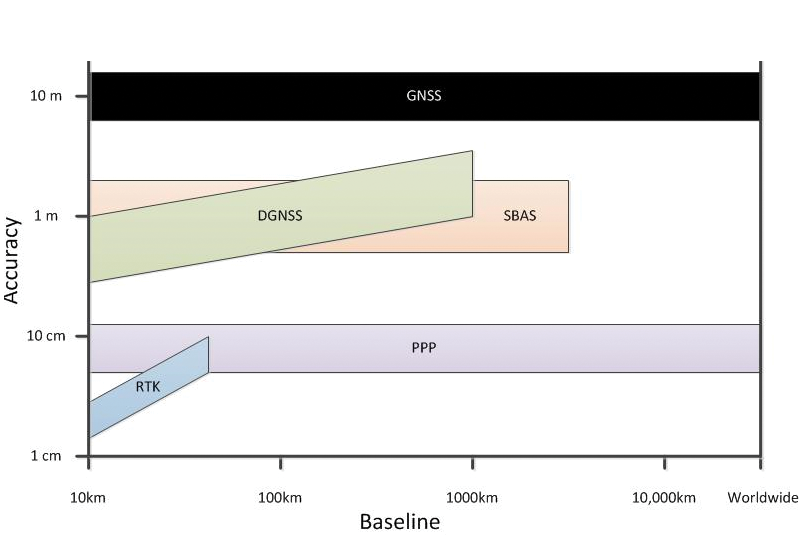 10 m
GNSS
1 m
DGNSS
SBAS
Accuracy
10 cm
PPP
RTK
1 cm
10km
100km
1000km
10,000km
Worldwide
Baseline